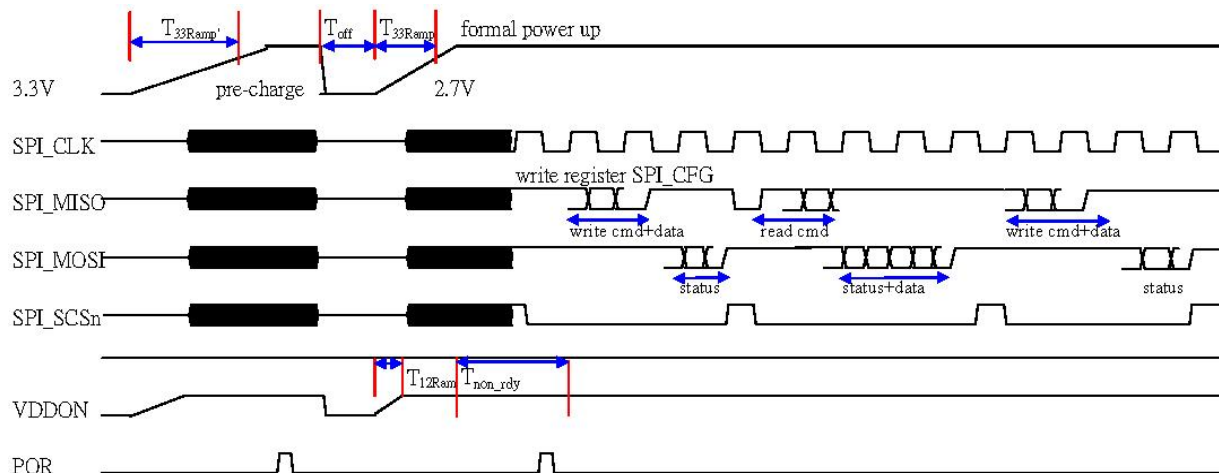 T33Ramp' Toff T33Ramp formal power up
3.3V pre-charge 2.7V
SPI_CLK
write register SPI_CFG
SPI_MISO
write cmd+data read cmd write cmd+data
SPI_MOSI
status status+data status
SPI_SCSn
T12Ram Tnon_rdy
VDDON
POR